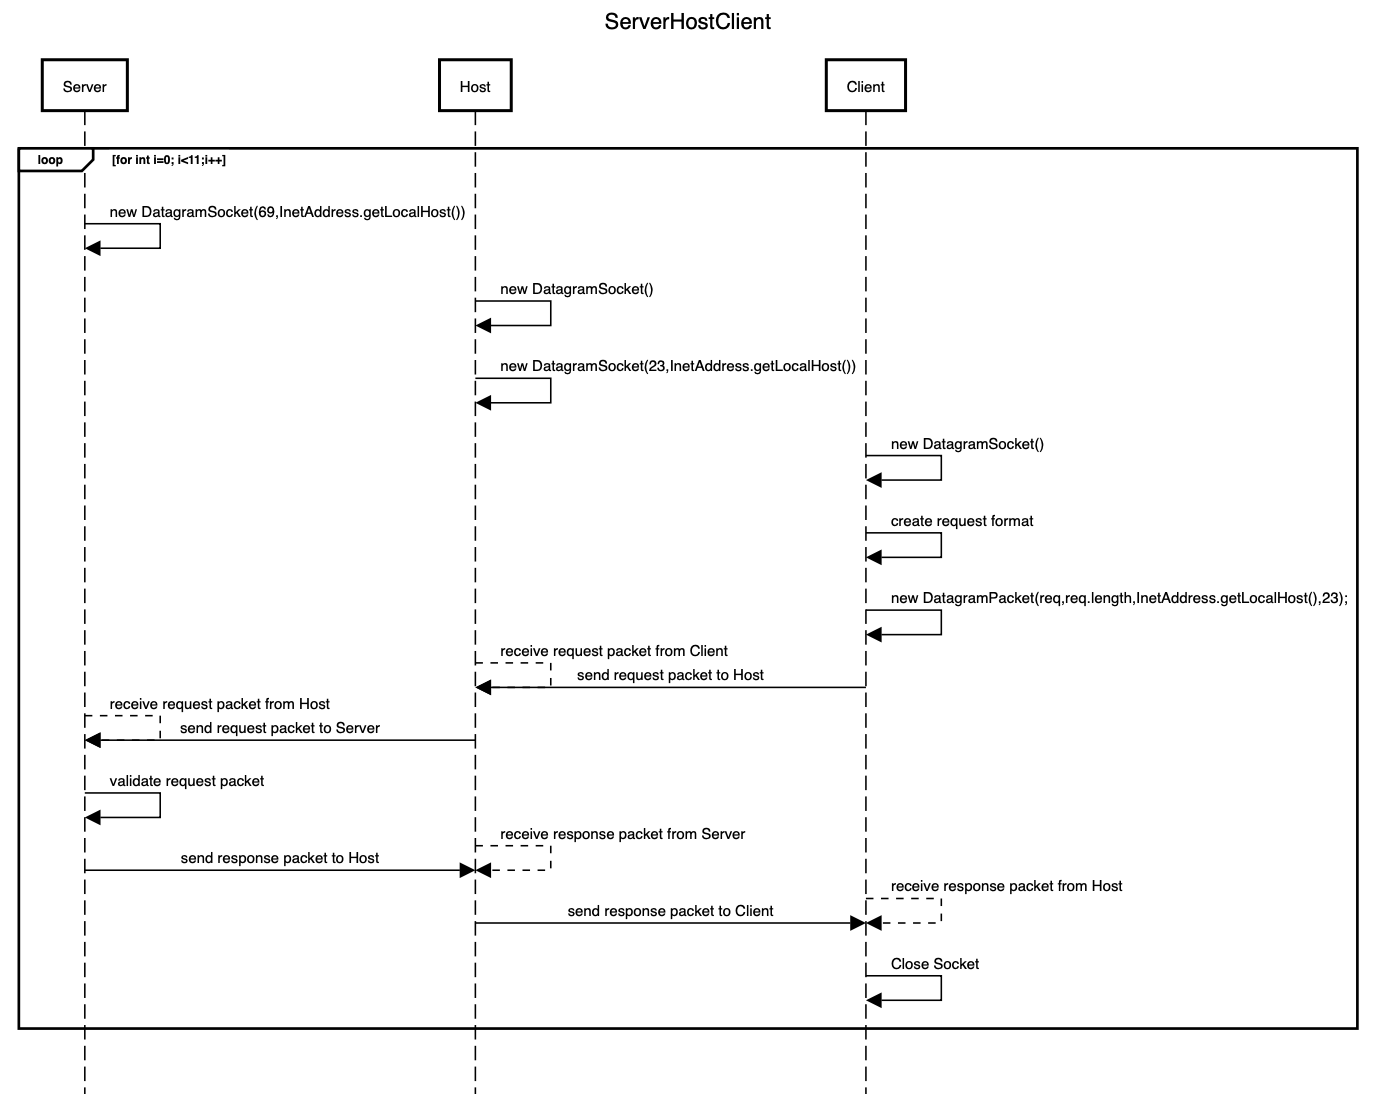 ServerHostClient
Server
Host
Client
loop
[for int i=0; i<11;i++]
new DatagramSocket(69,InetAddress.getLocalHost())
new DatagramSocket()
new DatagramSocket(23,InetAddress.getLocalHost())
new DatagramSocket()
create request format
new DatagramPacket(req,req.length,InetAddress.getLocalHost(),23);
receive request packet from Client
send request packet to Host
receive request packet from Host
send request packet to Server
validate request packet
receive response packet from Server
send response packet to Host
receive response packet from Host
send response packet to Client
Close Socket